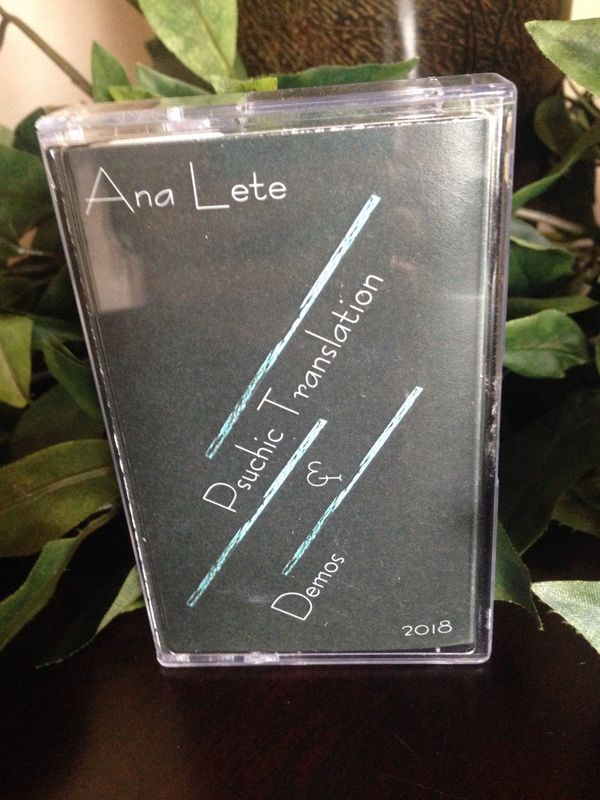 Ana Lete
Psuchic Translation
&
Demos
2018